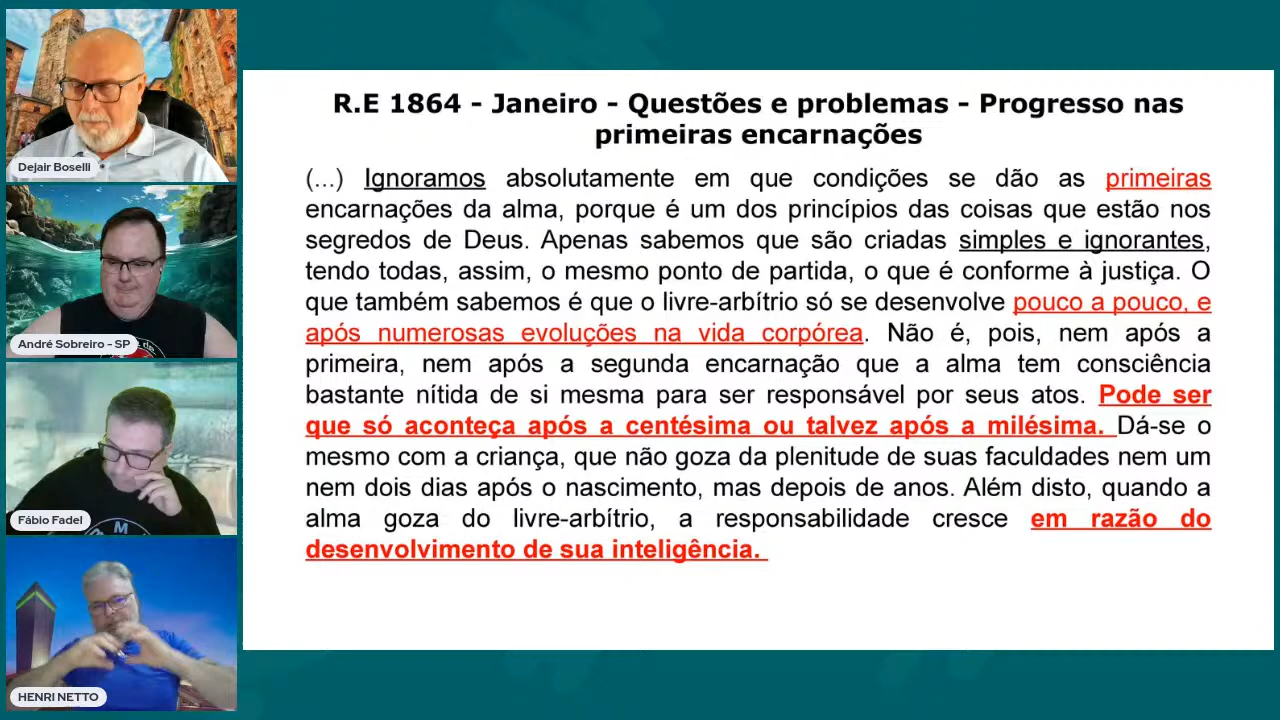 Dejair Boselli
André Sobreiro - SP
Fábio Fadel
HENRI NETTO
R.E 1864 - Janeiro - Questões e problemas - Progresso nas
primeiras encarnações
(...) Ignoramos absolutamente em que condições se dão as primeiras
encarnações da alma, porque é um dos princípios das coisas que estão nos
segredos de Deus. Apenas sabemos que são criadas simples e ignorantes,
tendo todas, assim, o mesmo ponto de partida, o que é conforme à justiça. O
que também sabemos é que o livre-arbítrio só se desenvolve pouco a pouco, e
após numerosas evoluções na vida corpórea. Não é, pois, nem após a
primeira, nem após a segunda encarnação que a alma tem consciência
bastante nítida de si mesma para ser responsável por seus atos. Pode ser
que só aconteça após a centésima ou talvez após a milésima. Dá-se o
mesmo com a criança, que não goza da plenitude de suas faculdades nem um
nem dois dias após o nascimento, mas depois de anos. Além disto, quando a
alma goza do livre-arbítrio, a responsabilidade cresce em razão do
desenvolvimento de sua inteligência.